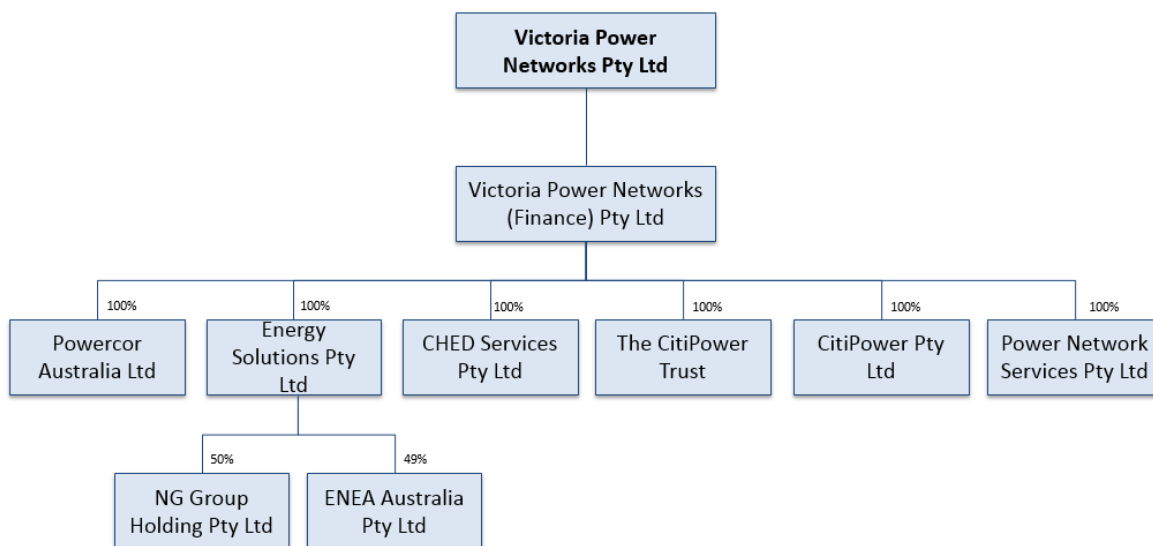 Victoria Power
Networks Pty Ltd
Victoria Power Networks
(Finance) Pty Ltd
100%
100%
100%
100%
100%
100%
Powercor
Australia Ltd
Energy
Solutions Pty
Ltd
CHED Services
Pty Ltd
The CitiPower
Trust
CitiPower Pty
Ltd
Power Network
Services Pty Ltd
50%
49%
NG Group
Holding Pty Ltd
ENEA Australia
Pty Ltd